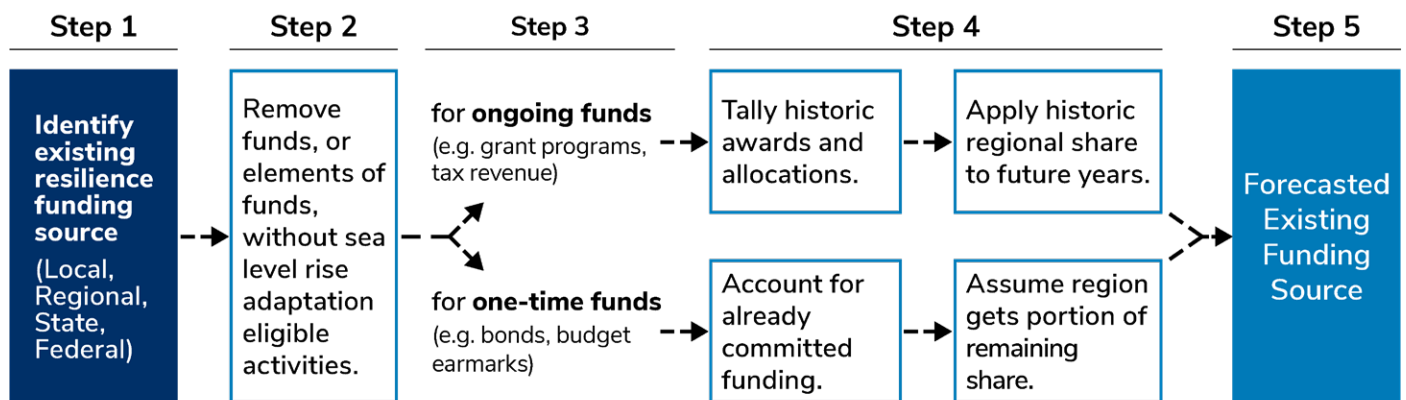 Step 1
Step 2
Step 3
Step 4
Step 5
Identify
existing
resilience
funding
source
(Local,
Regional,
State,
Federal)
Remove
funds, or
elements of
funds,
without sea
level rise
adaptation
eligible
activities.
for ongoing funds
(e.g. grant programs,
tax revenue)
for one-time funds
(e.g. bonds, budget
earmarks)
Tally historic
awards and
allocations.
Apply historic
regional share
to future years.
Account for
already
committed
funding.
Assume region
gets portion of
remaining
share.
Forecasted
Existing
Funding
Source